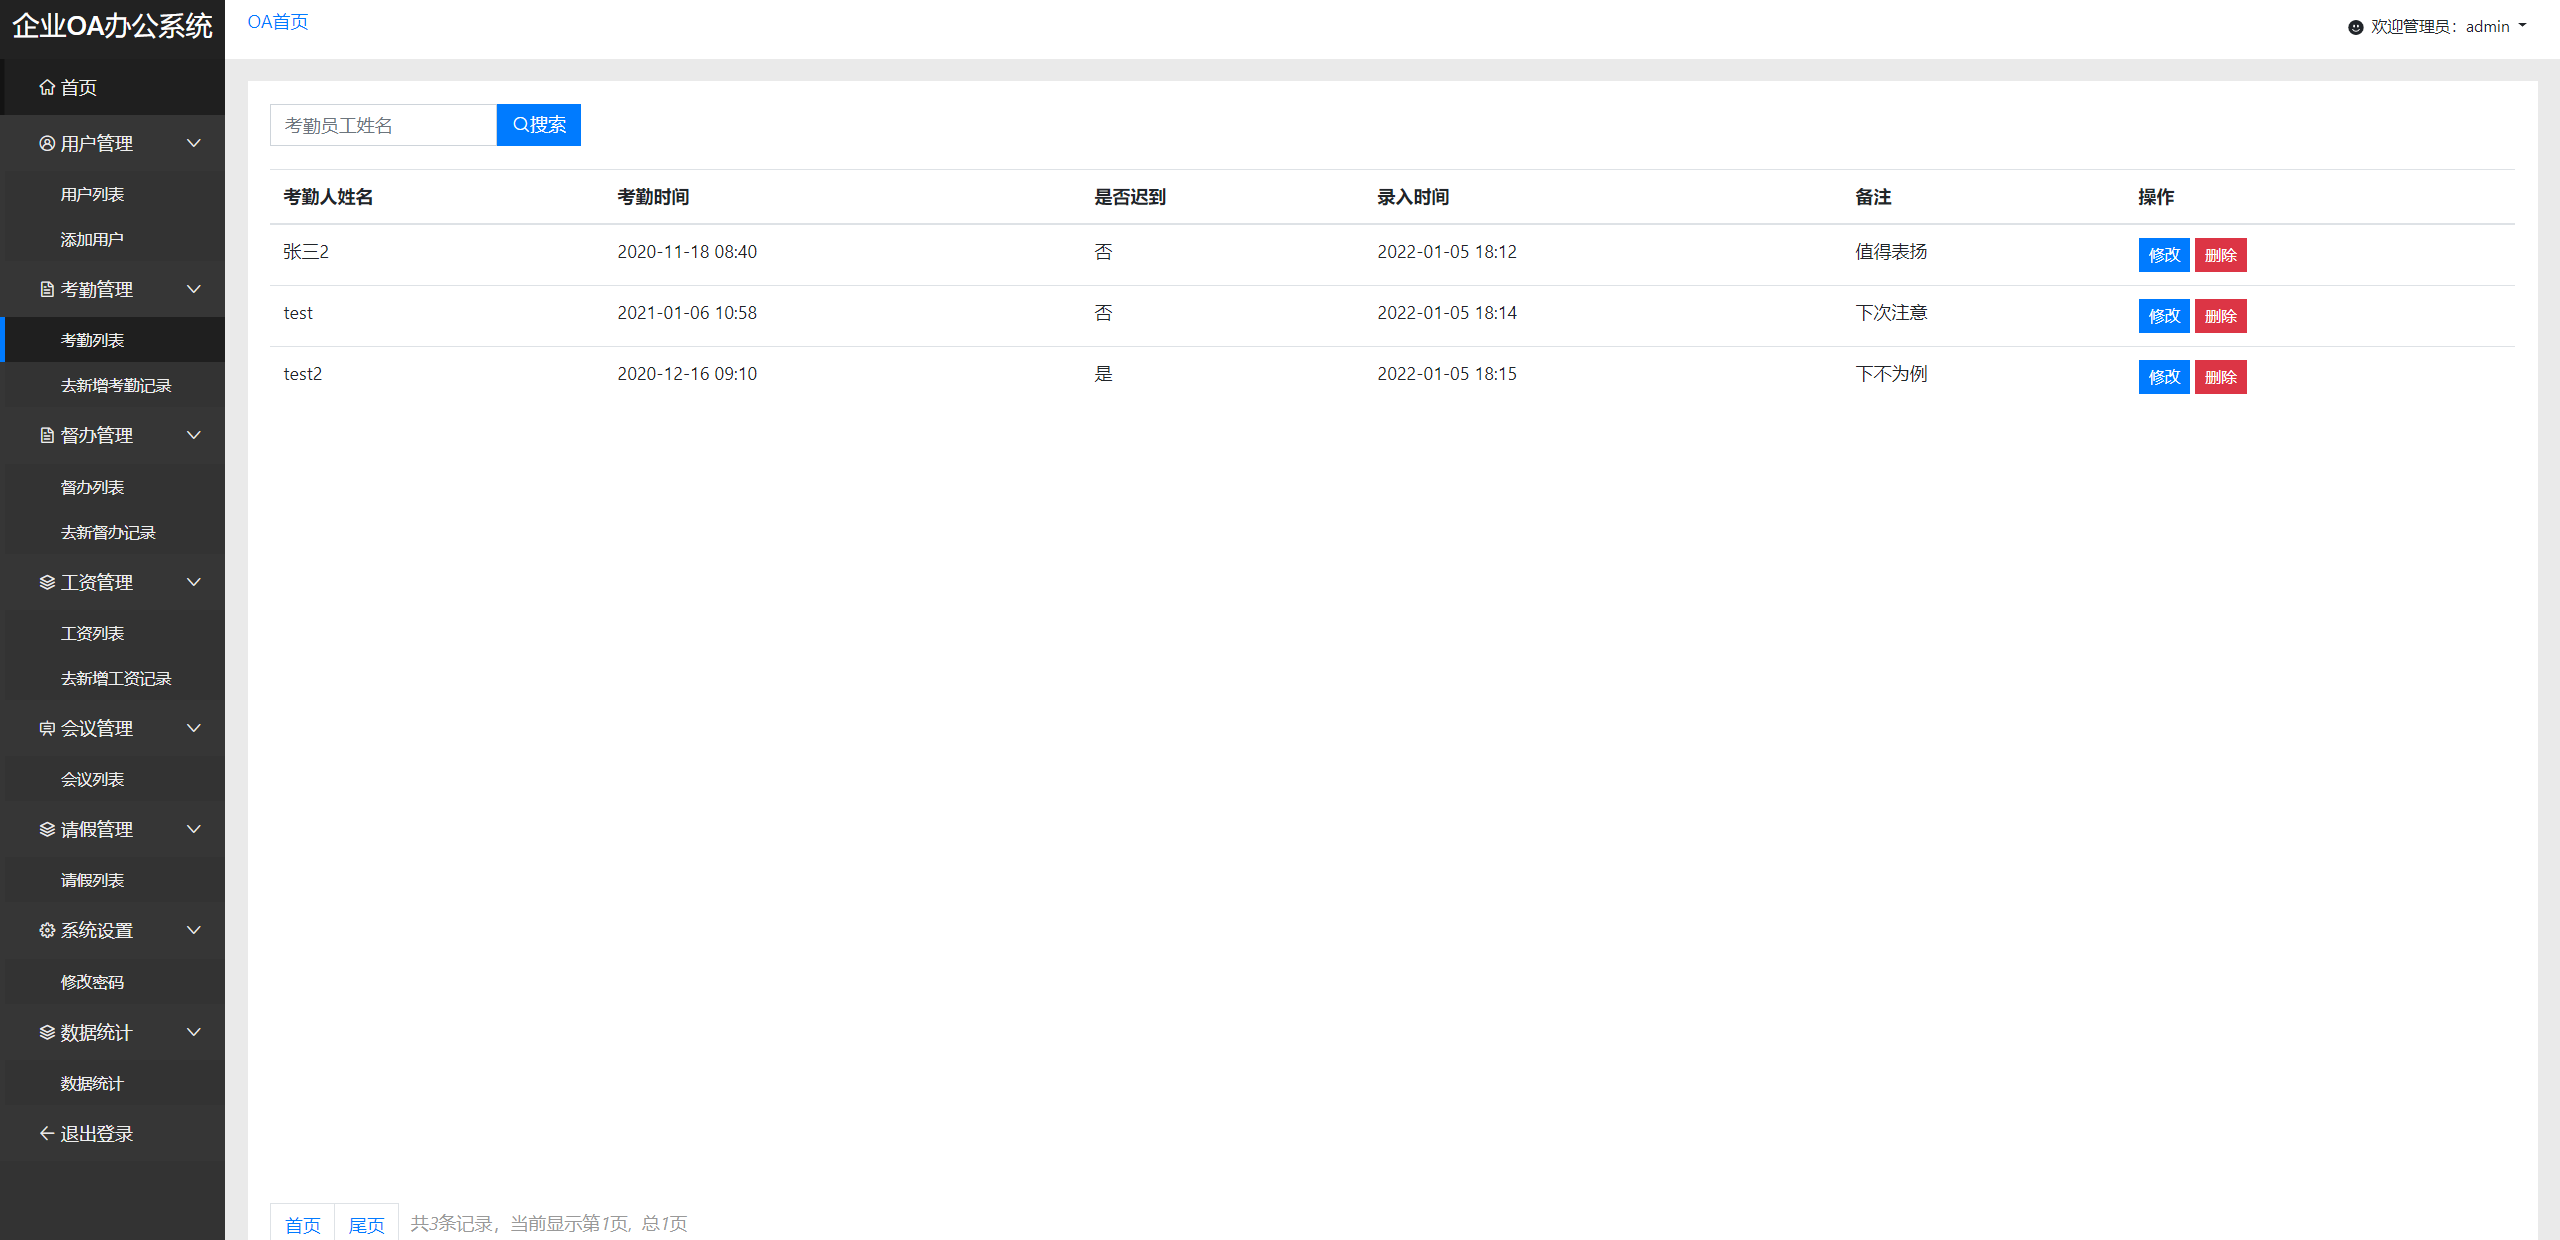 企业OA办公系统
OA首页
欢迎管理员：admin
首页
用户管理
用户列表
添加用户
考勤管理
考勤列表
去新增考勤记录
督办管理
督办列表
去新督办记录
工资管理
工资列表
去新增工资记录
会议管理
会议列表
请假管理
请假列表
系统设置
修改密码
数据统计
数据统计
退出登录
考勤员工姓名 搜索
考勤人姓名 考勤时间 是否迟到 录入时间 备注 操作
张三2 2020-11-18 08:40 否 2022-01-05 18:12 值得表扬 修改 删除
test 2021-01-06 10:58 否 2022-01-05 18:14 下次注意 修改 删除
test2 2020-12-16 09:10 是 2022-01-05 18:15 下不为例 修改 删除
首页 尾页 共3条记录，当前显示第1页，总1页